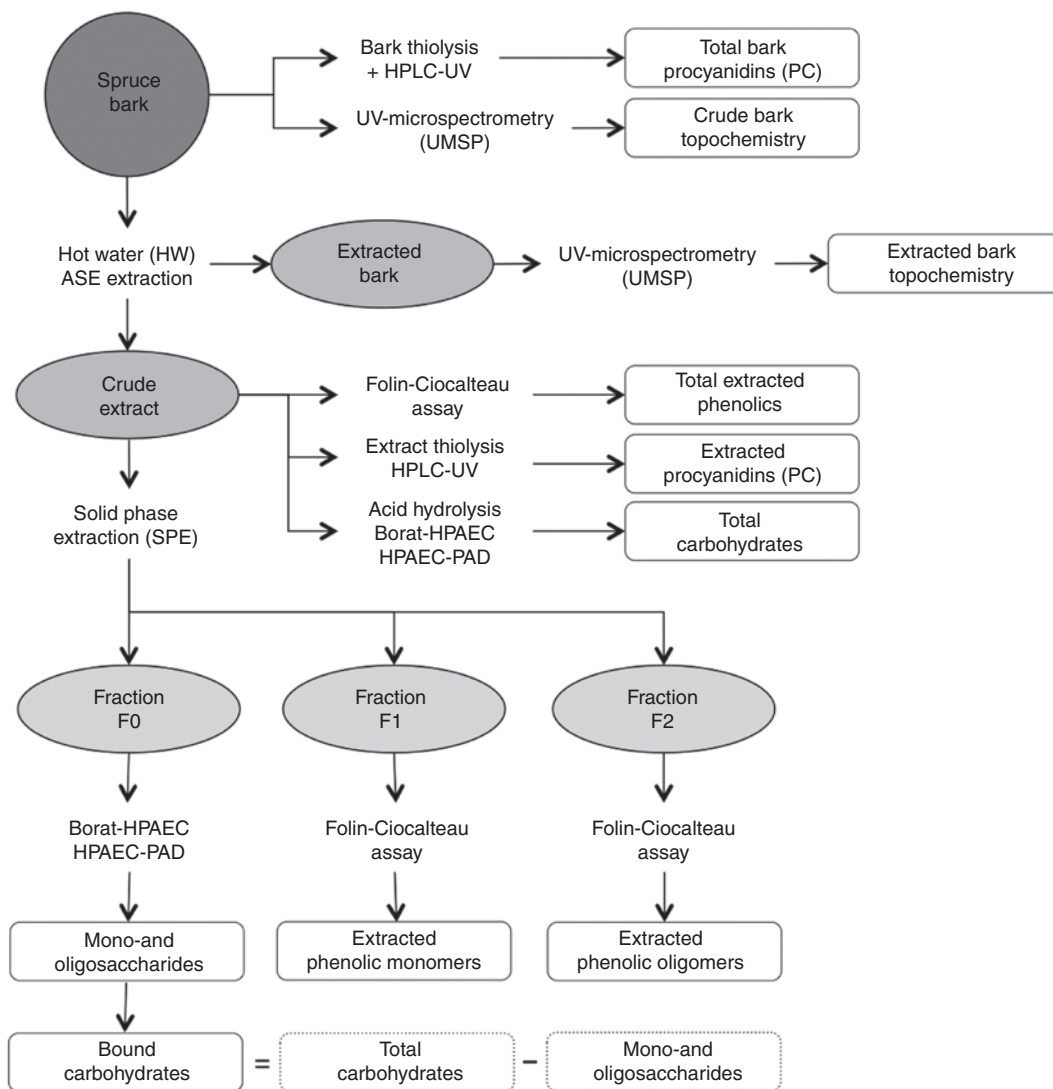 Spruce
bark
Bark thiolysis
+ HPLC-UV
Total bark
procyanidins (PC)
UV-microspectrometry
(UMSP)
Crude bark
topochemistry
Hot water (HW)
ASE extraction
Extracted
bark
UV-microspectrometry
(UMSP)
Extracted bark
topochemistry
Crude
extract
Folin-Ciocalteau
assay
Total extracted
phenolics
Extract thiolysis
HPLC-UV
Extracted
procyanidins (PC)
Acid hydrolysis
Borat-HPAEC
HPAEC-PAD
Total
carbohydrates
Solid phase
extraction (SPE)
Fraction
F0
Fraction
F1
Fraction
F2
Borat-HPAEC
HPAEC-PAD
Folin-Ciocalteau
assay
Folin-Ciocalteau
assay
Mono-and
oligosaccharides
Extracted
phenolic monomers
Extracted
phenolic oligomers
Bound
carbohydrates
=
Total
carbohydrates
–
Mono-and
oligosaccharides